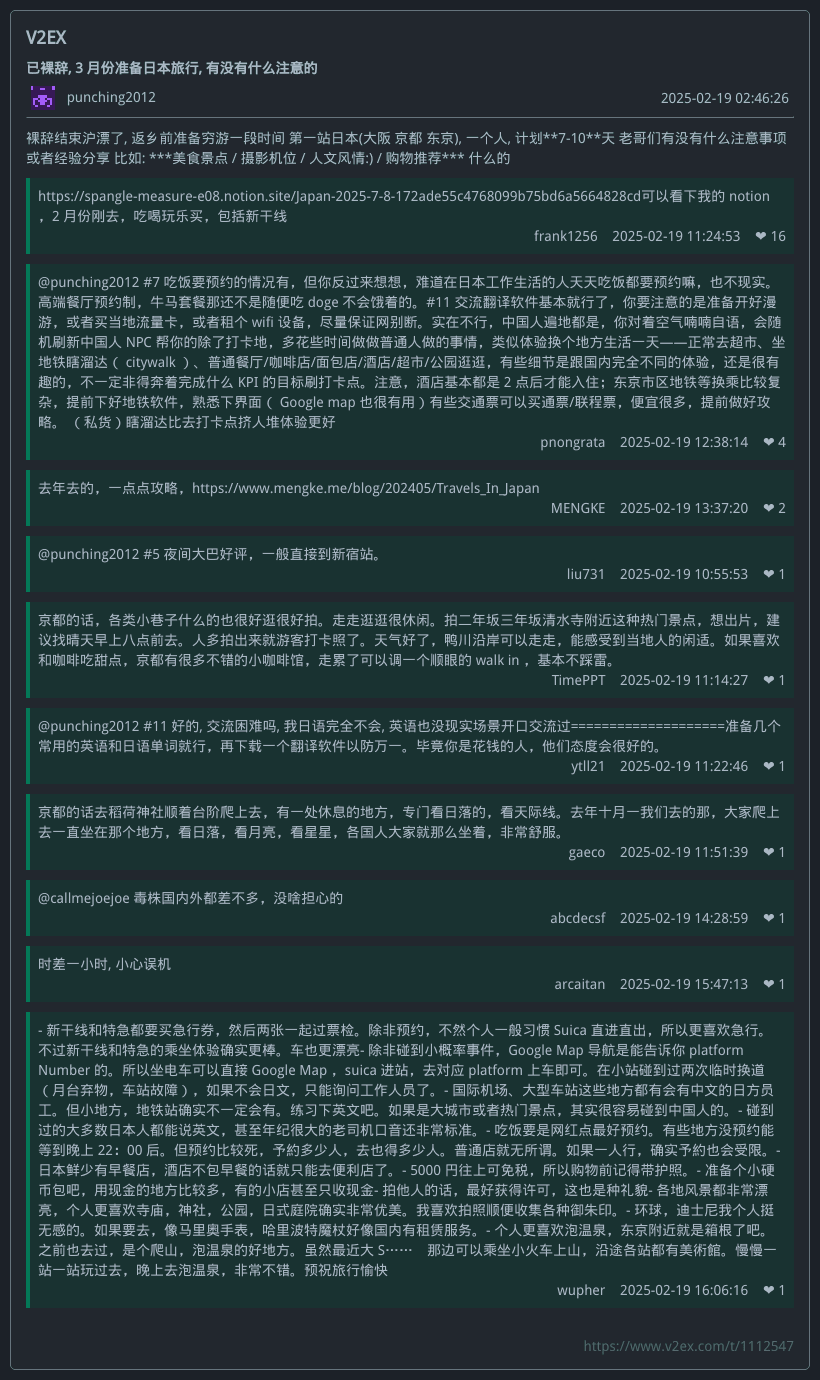 V2EX
已裸辞, 3 月份准备日本旅行, 有没有什么注意的
punching2012
2025-02-19 02:46:26
裸辞结束沪漂了, 返乡前准备穷游一段时间 第一站日本(大阪 京都 东京), 一个人, 计划**7-10**天 老哥们有没有什么注意事项
或者经验分享 比如: ***美食景点 / 摄影机位 / 人文风情:) / 购物推荐*** 什么的
https://spangle-measure-e08.notion.site/Japan-2025-7-8-172ade55c4768099b75bd6a5664828cd可以看下我的 notion
，2 月份刚去，吃喝玩乐买，包括新干线
frank1256 2025-02-19 11:24:53 ❤ 16
@punching2012 #7 吃饭要预约的情况有，但你反过来想想，难道在日本工作生活的人天天吃饭都要预约嘛，也不现实。
高端餐厅预约制，牛马套餐那还不是随便吃 doge 不会饿着的。#11 交流翻译软件基本就行了，你要注意的是准备开好漫
游，或者买当地流量卡，或者租个 wifi 设备，尽量保证网别断。实在不行，中国人遍地都是，你对着空气喃喃自语，会随
机刷新中国人 NPC 帮你的除了打卡地，多花些时间做做普通人做的事情，类似体验换个地方生活一天——正常去超市、坐
地铁瞎溜达（ citywalk ）、普通餐厅/咖啡店/面包店/酒店/超市/公园逛逛，有些细节是跟国内完全不同的体验，还是很有
趣的，不一定非得奔着完成什么 KPI 的目标刷打卡点。注意，酒店基本都是 2 点后才能入住；东京市区地铁等换乘比较复
杂，提前下好地铁软件，熟悉下界面（ Google map 也很有用 ）有些交通票可以买通票/联程票，便宜很多，提前做好攻
略。 （私货）瞎溜达比去打卡点挤人堆体验更好
pnongrata 2025-02-19 12:38:14 ❤ 4
去年去的，一点点攻略，https://www.mengke.me/blog/202405/Travels_In_Japan
MENGKE 2025-02-19 13:37:20 ❤ 2
@punching2012 #5 夜间大巴好评，一般直接到新宿站。
liu731 2025-02-19 10:55:53 ❤ 1
京都的话，各类小巷子什么的也很好逛很好拍。走走逛逛很休闲。拍二年坂三年坂清水寺附近这种热门景点，想出片，建
议找晴天早上八点前去。人多拍出来就游客打卡照了。天气好了，鸭川沿岸可以走走，能感受到当地人的闲适。如果喜欢
和咖啡吃甜点，京都有很多不错的小咖啡馆，走累了可以调一个顺眼的 walk in ，基本不踩雷。
TimePPT 2025-02-19 11:14:27 ❤ 1
@punching2012 #11 好的, 交流困难吗, 我日语完全不会, 英语也没现实场景开口交流过====================准备几个
常用的英语和日语单词就行，再下载一个翻译软件以防万一。毕竟你是花钱的人，他们态度会很好的。
ytll21 2025-02-19 11:22:46 ❤ 1
京都的话去稻荷神社顺着台阶爬上去，有一处休息的地方，专门看日落的，看天际线。去年十月一我们去的那，大家爬上
去一直坐在那个地方，看日落，看月亮，看星星，各国人大家就那么坐着，非常舒服。
gaeco 2025-02-19 11:51:39 ❤ 1
@callmejoejoe 毒株国内外都差不多，没啥担心的
abcdecsf 2025-02-19 14:28:59 ❤ 1
时差一小时, 小心误机
arcaitan 2025-02-19 15:47:13 ❤ 1
- 新干线和特急都要买急行劵，然后两张一起过票检。除非预约，不然个人一般习惯 Suica 直进直出，所以更喜欢急行。
不过新干线和特急的乘坐体验确实更棒。车也更漂亮- 除非碰到小概率事件，Google Map 导航是能告诉你 platform
Number 的。所以坐电车可以直接 Google Map ，suica 进站，去对应 platform 上车即可。在小站碰到过两次临时换道
（月台弃物，车站故障），如果不会日文，只能询问工作人员了。- 国际机场、大型车站这些地方都有会有中文的日方员
工。但小地方，地铁站确实不一定会有。练习下英文吧。如果是大城市或者热门景点，其实很容易碰到中国人的。- 碰到
过的大多数日本人都能说英文，甚至年纪很大的老司机口音还非常标准。- 吃饭要是网红点最好预约。有些地方没预约能
等到晚上 22：00 后。但预约比较死，予約多少人，去也得多少人。普通店就无所谓。如果一人行，确实予約也会受限。-
日本鲜少有早餐店，酒店不包早餐的话就只能去便利店了。- 5000 円往上可免税，所以购物前记得带护照。- 准备个小硬
币包吧，用现金的地方比较多，有的小店甚至只收现金- 拍他人的话，最好获得许可，这也是种礼貌- 各地风景都非常漂
亮，个人更喜欢寺庙，神社，公园，日式庭院确实非常优美。我喜欢拍照顺便收集各种御朱印。- 环球，迪士尼我个人挺
无感的。如果要去，像马里奥手表，哈里波特魔杖好像国内有租赁服务。- 个人更喜欢泡温泉，东京附近就是箱根了吧。
之前也去过，是个爬山，泡温泉的好地方。虽然最近大 S…… 那边可以乘坐小火车上山，沿途各站都有美術館。慢慢一
站一站玩过去，晚上去泡温泉，非常不错。预祝旅行愉快
wupher 2025-02-19 16:06:16 ❤ 1
https://www.v2ex.com/t/1112547